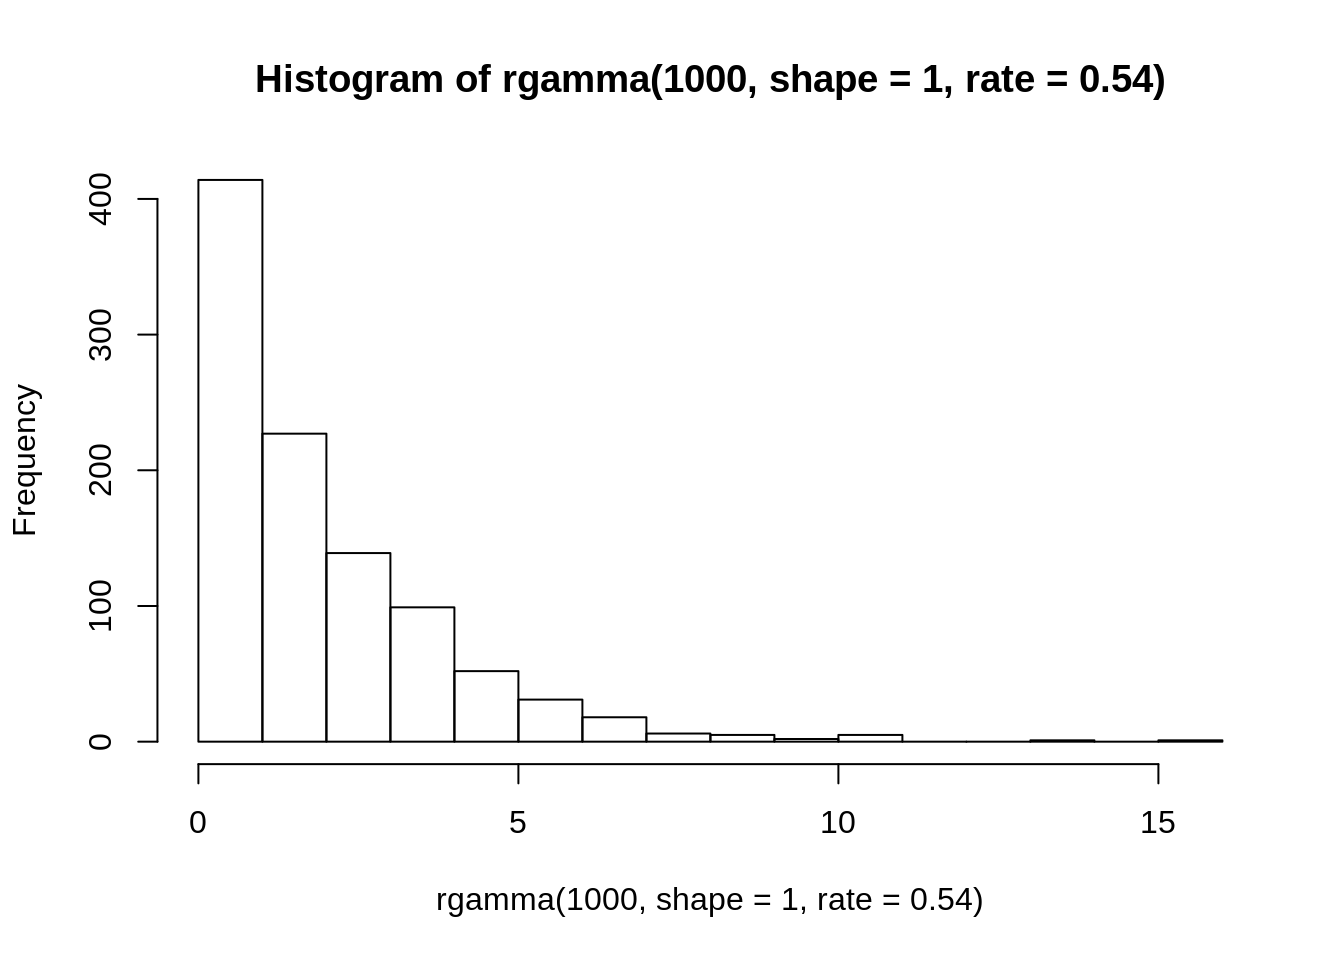 Histogram of rgamma(1000, shape = 1, rate = 0.54)
Frequency
400
300
200
100
0
0 5 10 15
rgamma(1000, shape = 1, rate = 0.54)